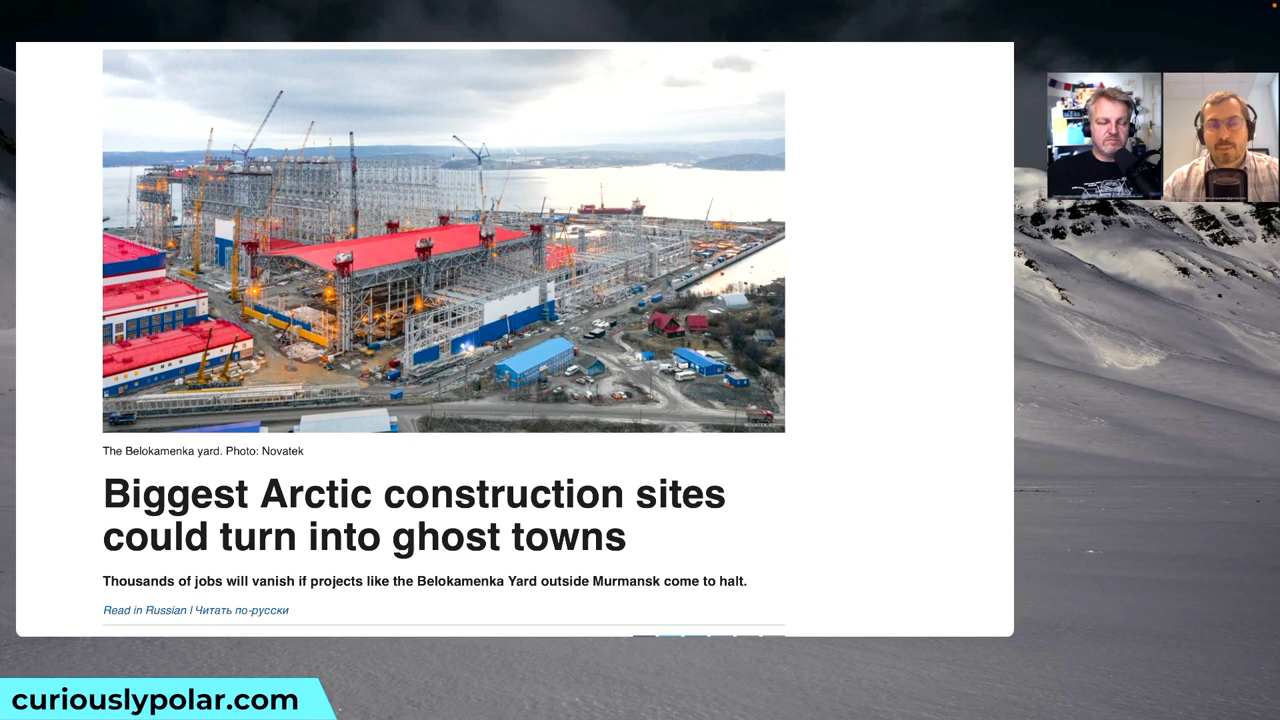 The Belokamenka yard. Photo: Novatek
Biggest Arctic construction sites
could turn into ghost towns
Thousands of jobs will vanish if projects like the Belokamenka Yard outside Murmansk come to halt.
Read in Russian | Читать по-русски
curiouslypolar.com